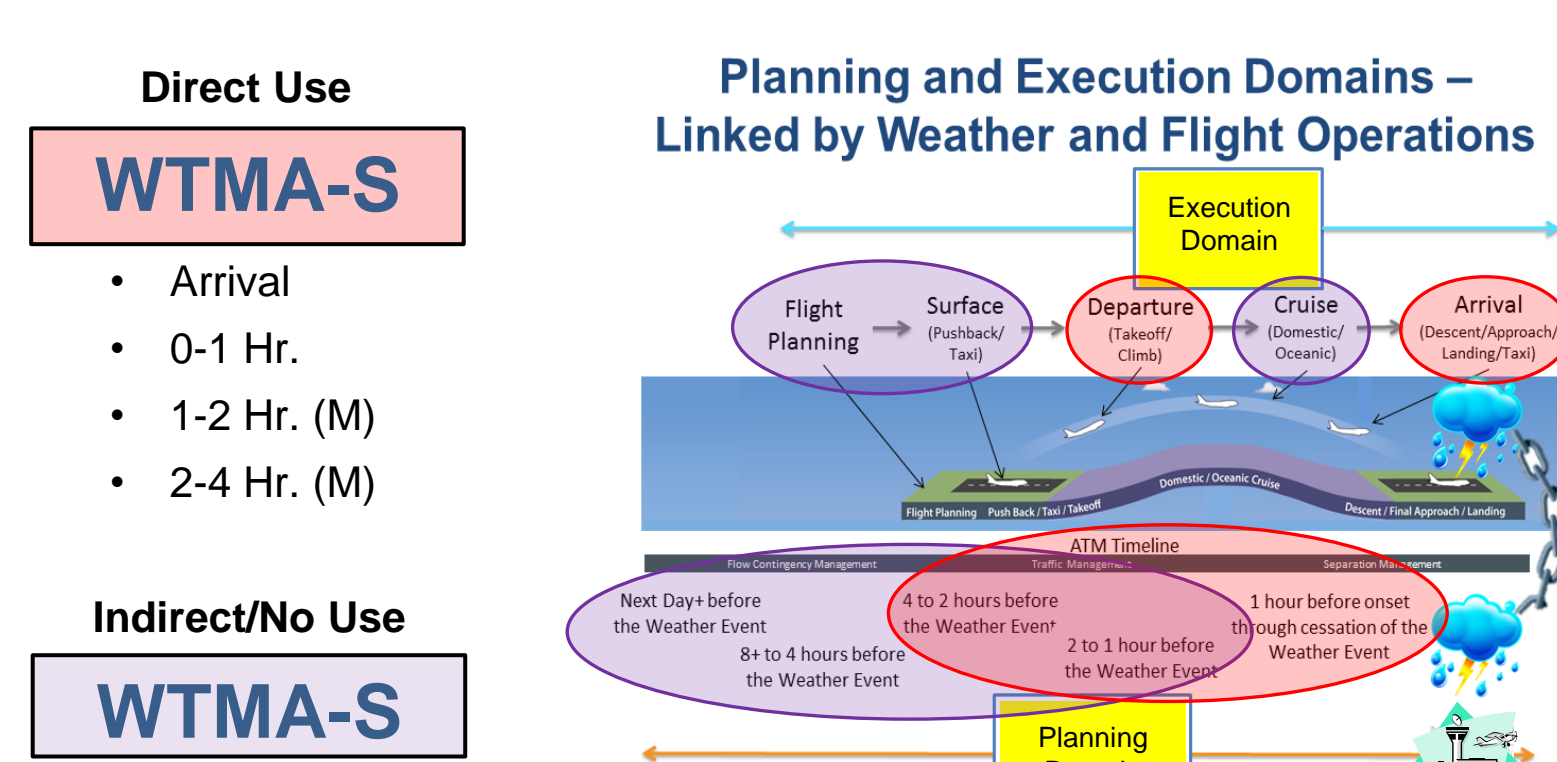 Direct Use
WTMA-S
• Arrival
• 0-1 Hr.
• 1-2 Hr. (M)
• 2-4 Hr. (M)
Indirect/No Use
WTMA-S
Planning and Execution Domains –
Linked by Weather and Flight Operations
Execution
Domain
Flight
Planning
Surface
(Pushback/
Taxi)
Departure
(Takeoff/
Climb)
Cruise
(Domestic/
Oceanic)
Arrival
(Descent/Approach/
Landing/Taxi)
Flight Planning
Push Back / Taxi / Takeoff
Domestic / Oceanic Cruise
Descent / Final Approach / Landing
ATM Timeline
Flow Contingency Management
Traffic Management
Separation Management
Next Day+ before
the Weather Event
8+ to 4 hours before
the Weather Event
4 to 2 hours before
the Weather Event
2 to 1 hour before
the Weather Event
1 hour before onset
through cessation of the
Weather Event
Planning